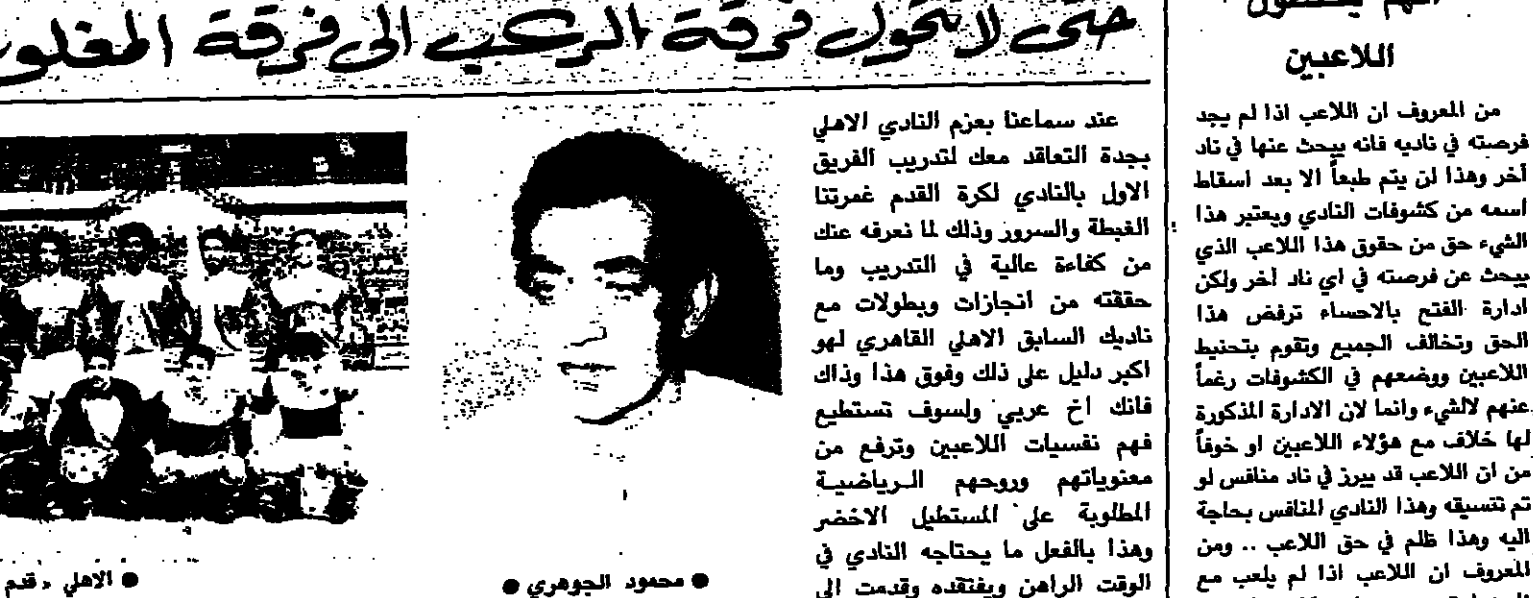 حتى لا تتحول فرقة الرعب الى فرقة
اللاعبين
من المعروف ان اللاعب اذا لم يجد
فرصته في ناديه فانه يبحث عنها في ناد
آخر وهذا لن يتم طبعاً الا بعد اسقاط
اسمه من كشوفات النادي ويعتبر هذا
الشيء حق من حقوق هذا اللاعب الذي
يبحث عن فرصته في اي ناد آخر ولكن
ادارة الفتح بالاحساء ترفض هذا
الحق وتخالف الجميع وتقوم بتحنيط
اللاعبين ووضعهم في الكشوفات رغماً
عنهم لالشيء وانما لان الادارة المذكورة
لها خلاف مع هؤلاء اللاعبين او خوفاً
من ان اللاعب قد يبرز في ناد منافس لو
تم تنسيقه وهذا النادي المنافس بحاجة
اليه وهذا ظلم في حق اللاعب .. ومن
المعروف ان اللاعب اذا لم يلعب مع
عند سماعنا بعزم النادي الاهلي
بجدة التعاقد معك لتدريب الفريق
الاول بالنادي لكرة القدم غمرتنا
الغبطة والسرور وذلك لما نعرفه عنك
من كفاءة عالية في التدريب وما
حققته من انجازات وبطولات مع
ناديك السابق الاهلي القاهري لهو
اكبر دليل على ذلك وفوق هذا وذاك
فانك اخ عربي ولسوف تستطيع
فهم نفسيات اللاعبين وترفع من
معنوياتهم وروحهم الرياضية
المطلوبة على المستطيل الاخضر
وهذا بالفعل ما يحتاجه النادي في
الوقت الراهن ويفتقده وقدمت الى
● محمود الجوهري ●
● الاهلي « قدم